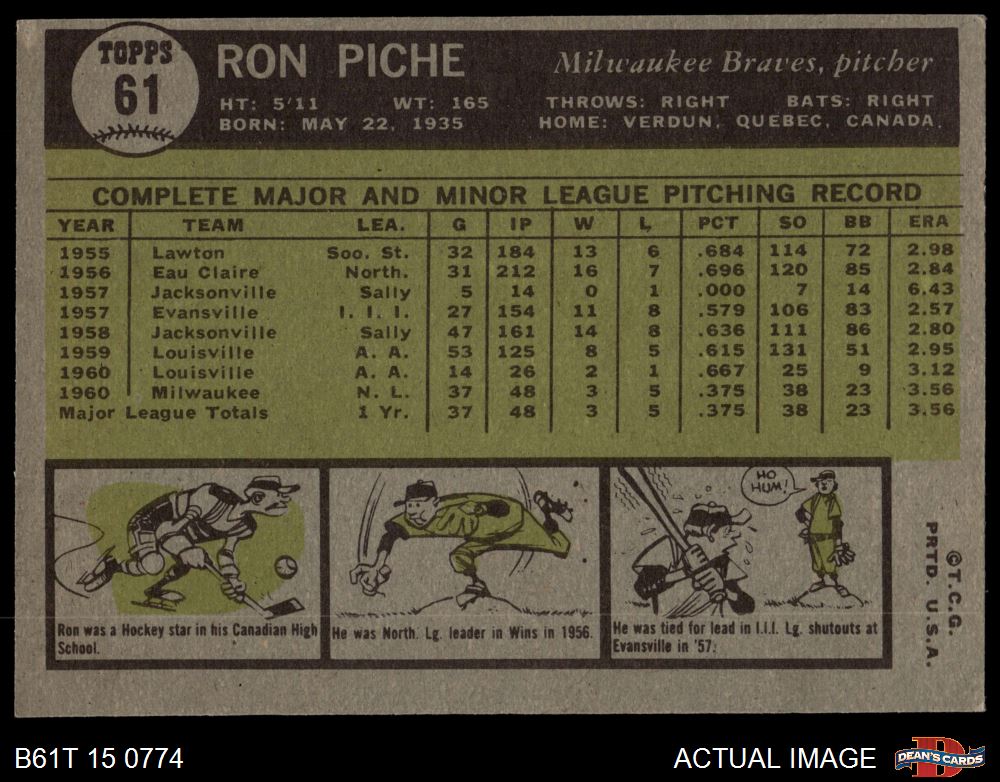 TOPPS
61
RON PICHE
Milwaukee Braves, pitcher
HT: 5'11 WT: 165 THROWS: RIGHT BATS: RIGHT
BORN: MAY 22, 1935 HOME: VERDUN, QUEBEC, CANADA.
COMPLETE MAJOR AND MINOR LEAGUE PITCHING RECORD
YEAR TEAM LEA. G IP W L PCT SO BB ERA
1955 Lawton Soo. St. 32 184 13 6 .684 114 72 2.98
1956 Eau Claire North. 31 212 16 7 .696 120 85 2.84
1957 Jacksonville Sally 5 14 0 1 .000 7 14 6.43
1957 Evansville I. I. I. 27 154 11 8 .579 106 83 2.57
1958 Jacksonville Sally 47 161 14 8 .636 111 86 2.80
1959 Louisville A. A. 53 125 8 5 .615 131 51 2.95
1960 Louisville A. A. 14 26 2 1 .667 25 9 3.12
1960 Milwaukee N. L. 37 48 3 5 .375 38 23 3.56
Major League Totals 1 Yr. 37 48 3 5 .375 38 23 3.56
Ron was a Hockey star in his Canadian High
School.
He was North. Lg. leader in Wins in 1956.
HO
HUM!
He was tied for lead in I.I.I. Lg. shutouts at
Evansville in '57.
©T.C.G.
PRTD. U.S.A.
B61T 15 0774
ACTUAL IMAGE
D
DEAN'S CARDS